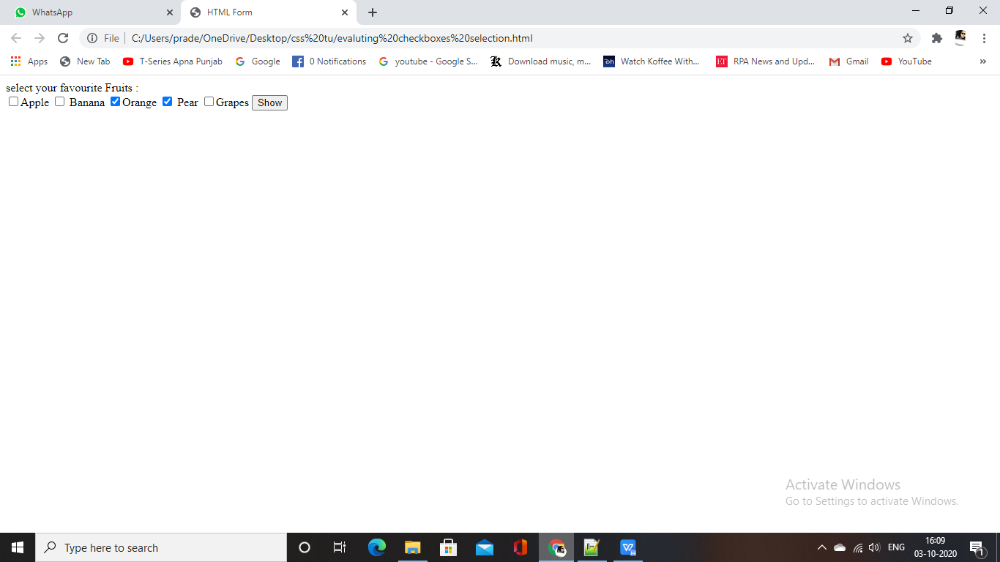 WhatsApp HTML Form
File C:/Users/prade/OneDrive/Desktop/css%20tu/evaluting%20checkboxes%20selection.html
Apps New Tab T-Series Apna Punjab Google 0 Notifications youtube - Google S... Download music, m... Watch Koffee With... ET RPA News and Upd... Gmail YouTube »
select your favourite Fruits :
Apple Banana Orange Pear Grapes Show
Activate Windows
Go to Settings to activate Windows.
Type here to search ENG 16:09
03-10-2020 1